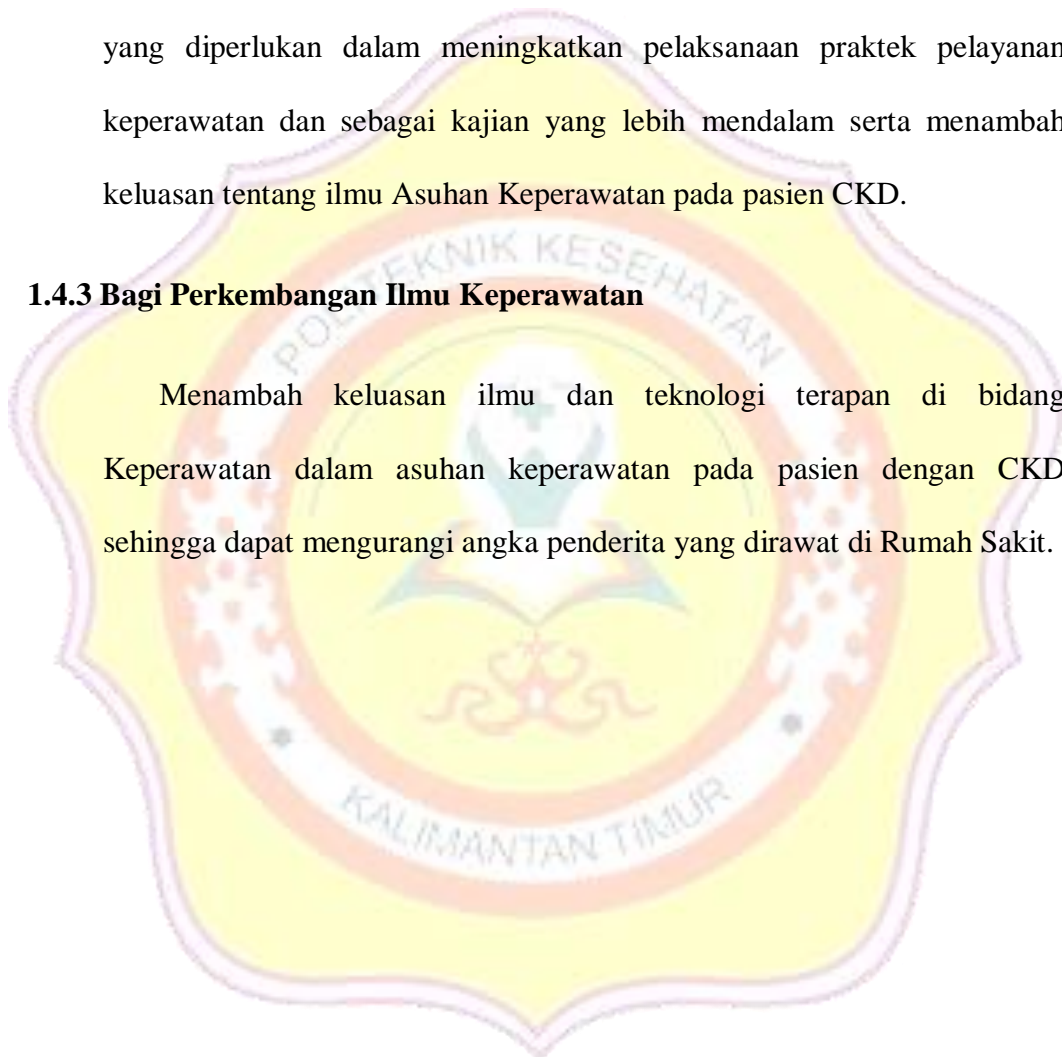 yang diperlukan dalam meningkatkan pelaksanaan praktek pelayanan
keperawatan dan sebagai kajian yang lebih mendalam serta menambah
keluasan tentang ilmu Asuhan Keperawatan pada pasien CKD.
POLITEKNIK KESEHATAN
1.4.3 Bagi Perkembangan Ilmu Keperawatan
Menambah keluasan ilmu dan teknologi terapan di bidang
Keperawatan dalam asuhan keperawatan pada pasien dengan CKD
sehingga dapat mengurangi angka penderita yang dirawat di Rumah Sakit.
KALIMANTAN TIMUR